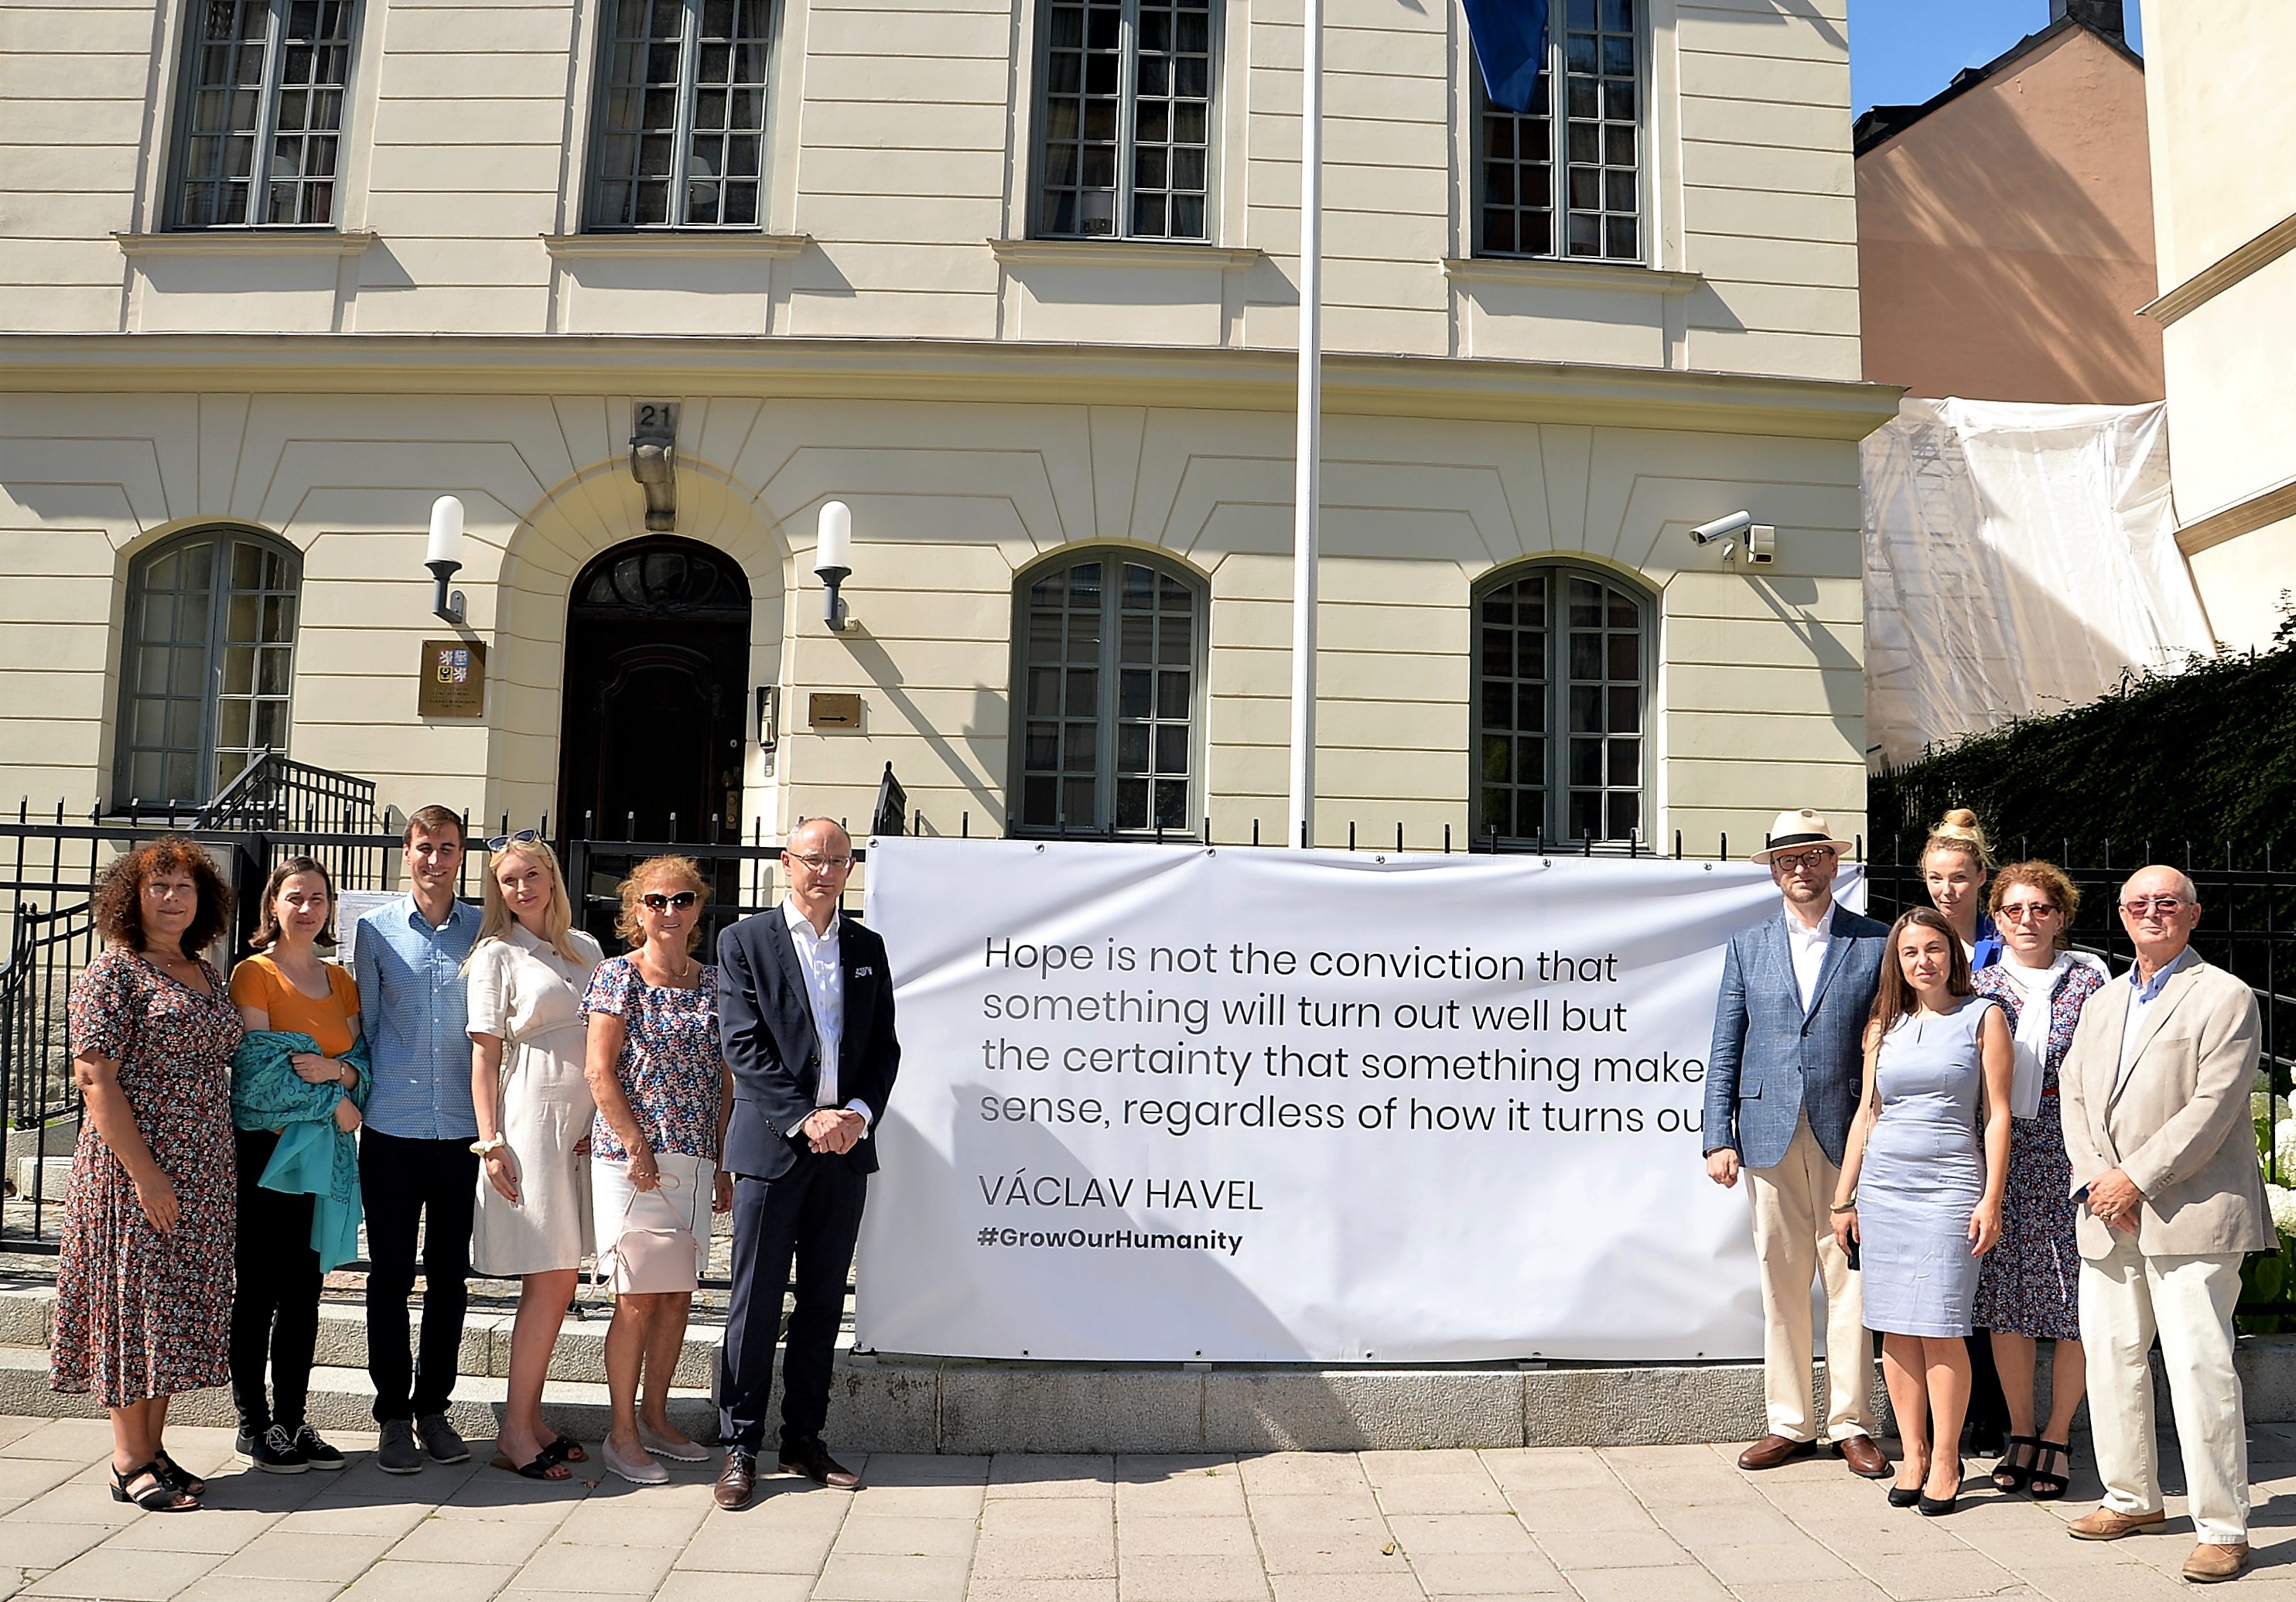 21
Hope is not the conviction that
something will turn out well but
the certainty that something make
sense, regardless of how it turns ou
VÁCLAV HAVEL
#GrowOurHumanity